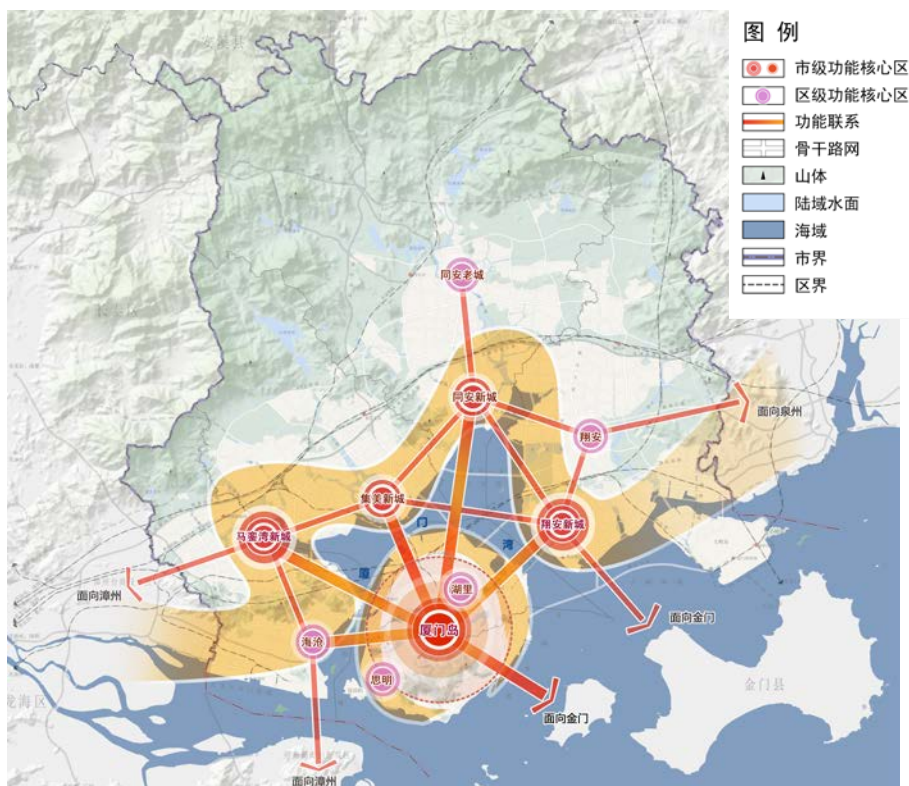 图 例
市级功能核心区
区级功能核心区
功能联系
骨干路网
山体
陆域水面
海域
市界
区界
安溪县
长泰区
同安老城
同安新城
面向泉州
翔安
集美新城
翔安新城
马銮湾新城
门
湾
厦
面向漳州
湖里
面向金门
厦门岛
海沧
思明
金门县
龙海区
面向金门
面向漳州